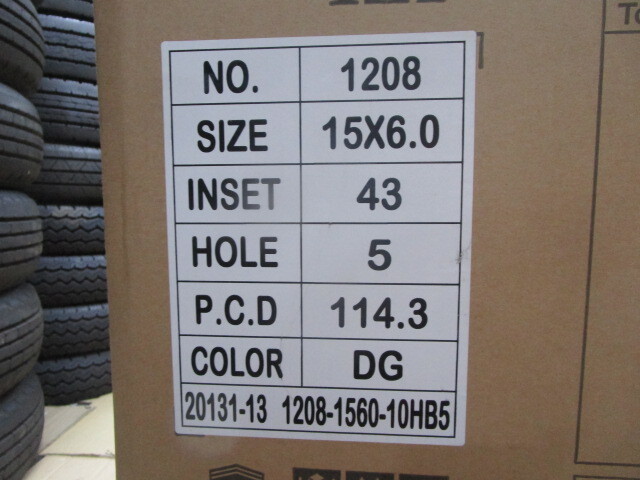 NO. 1208
SIZE 15X6.0
INSET 43
HOLE 5
P.C.D 114.3
COLOR DG
20131-13 1208-1560-10HB5